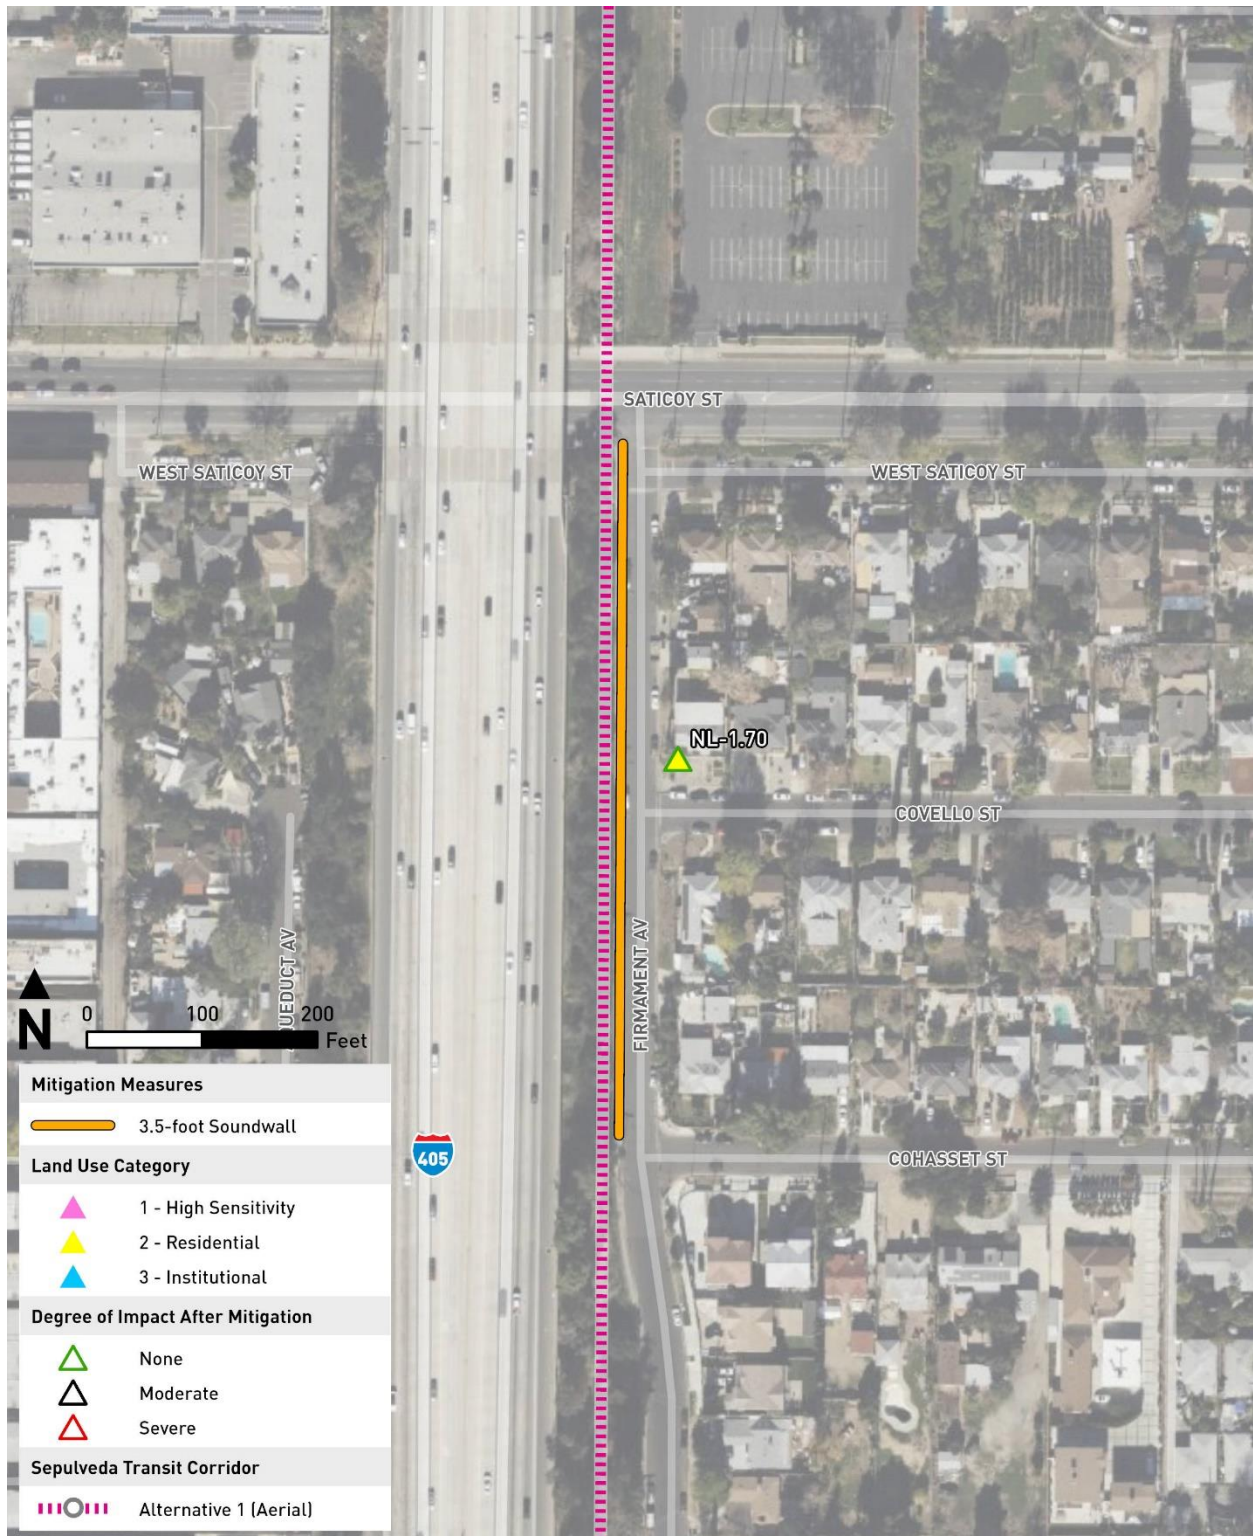 SATICOY ST
WEST SATICOY ST
WEST SATICOY ST
NL-1.70
COVELLO ST
FIRMAMENT AV
UEDUCT AV
N
0 100 200
Feet
405
COHASSET ST
Mitigation Measures
3.5-foot Soundwall
Land Use Category
1 - High Sensitivity
2 - Residential
3 - Institutional
Degree of Impact After Mitigation
None
Moderate
Severe
Sepulveda Transit Corridor
Alternative 1 (Aerial)